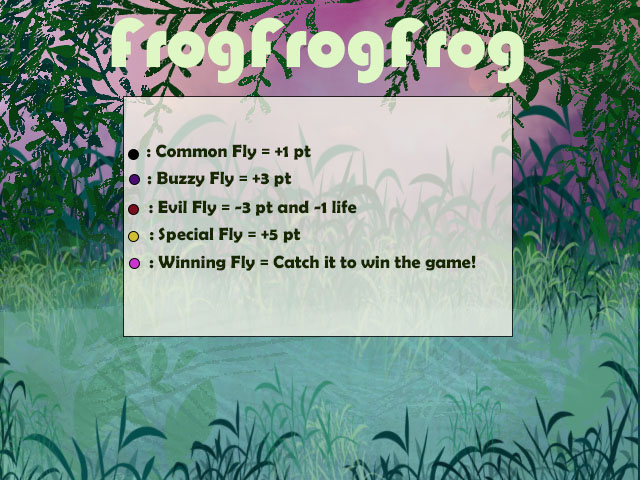 FrogFrogFrog
: Common Fly = +1 pt
: Buzzy Fly = +3 pt
: Evil Fly = -3 pt and -1 life
: Special Fly = +5 pt
: Winning Fly = Catch it to win the game!